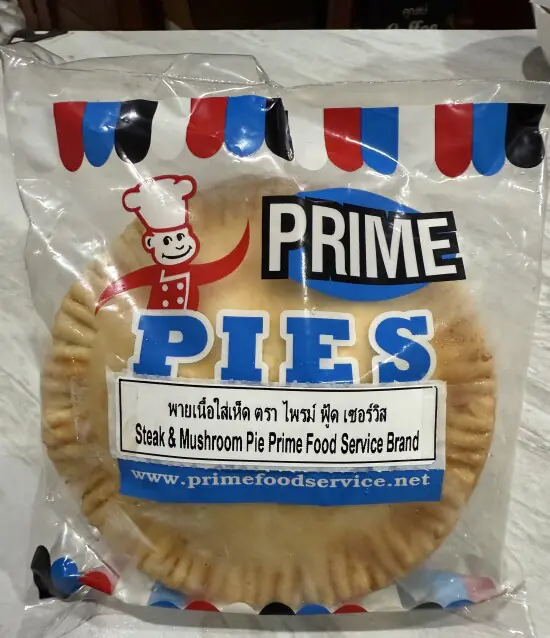 PRIME
PIES
พายเนื้อใส่เห็ด ตรา ไพรม์ ฟู้ด เซอร์วิส
Steak & Mushroom Pie Prime Food Service Brand
www.primefoodservice.net